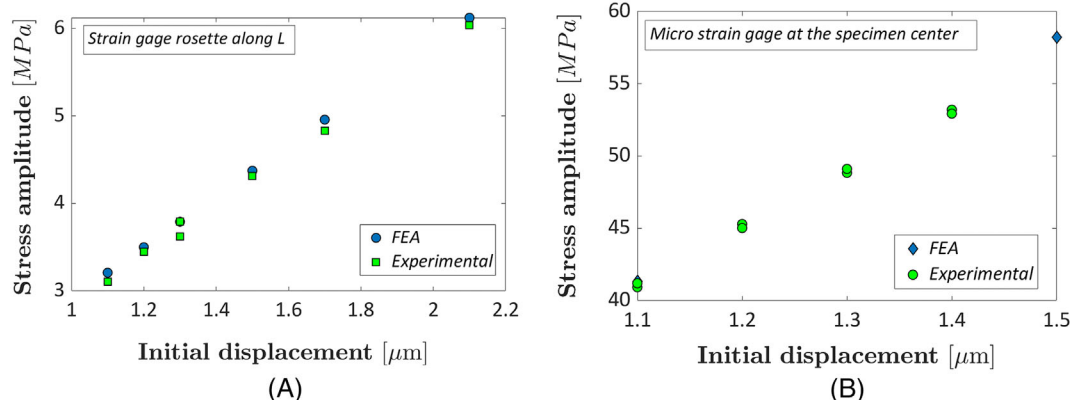 Strain gage rosette along L
Stress amplitude [MPa]
6
5
4
3
1
1.2
1.4
1.6
1.8
2
2.2
FEA
Experimental
Initial displacement [μm]
(A)
Micro strain gage at the specimen center
Stress amplitude [MPa]
60
55
50
45
40
1.1
1.2
1.3
1.4
1.5
FEA
Experimental
Initial displacement [μm]
(B)